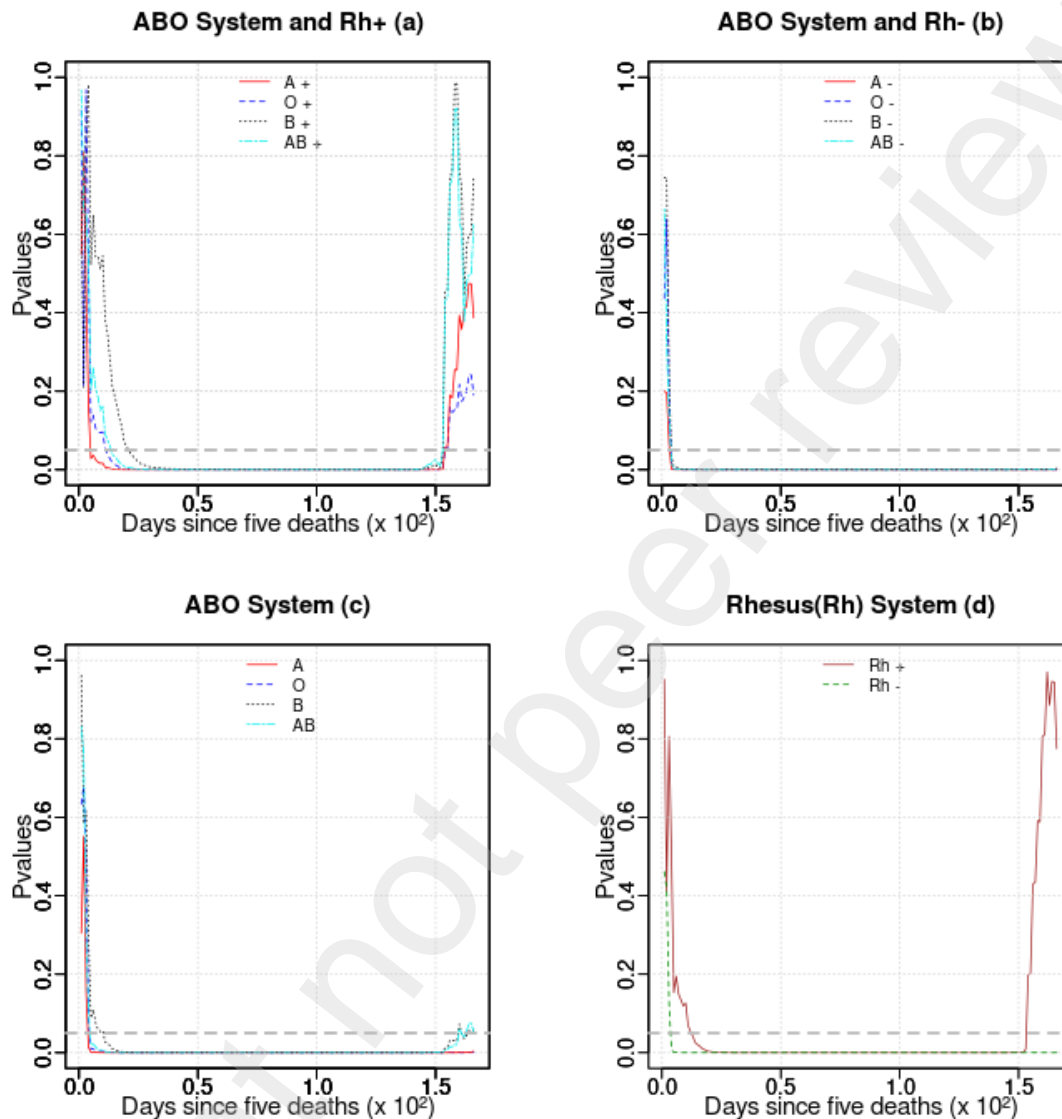 ABO System and Rh+ (a)
Pvalues
1.0
0.8
0.6
0.4
0.2
0.0
A +
O +
B +
AB +
0.0 0.5 1.0 1.5
Days since five deaths (x 10²)
ABO System and Rh- (b)
Pvalues
1.0
0.8
0.6
0.4
0.2
0.0
A -
O -
B -
AB -
0.0 0.5 1.0 1.5
Days since five deaths (x 10²)
ABO System (c)
Pvalues
1.0
0.8
0.6
0.4
0.2
0.0
A
O
B
AB
0.0 0.5 1.0 1.5
Days since five deaths (x 10²)
Rhesus(Rh) System (d)
Pvalues
1.0
0.8
0.6
0.4
0.2
0.0
Rh +
Rh -
0.0 0.5 1.0 1.5
Days since five deaths (x 10²)
not peer review